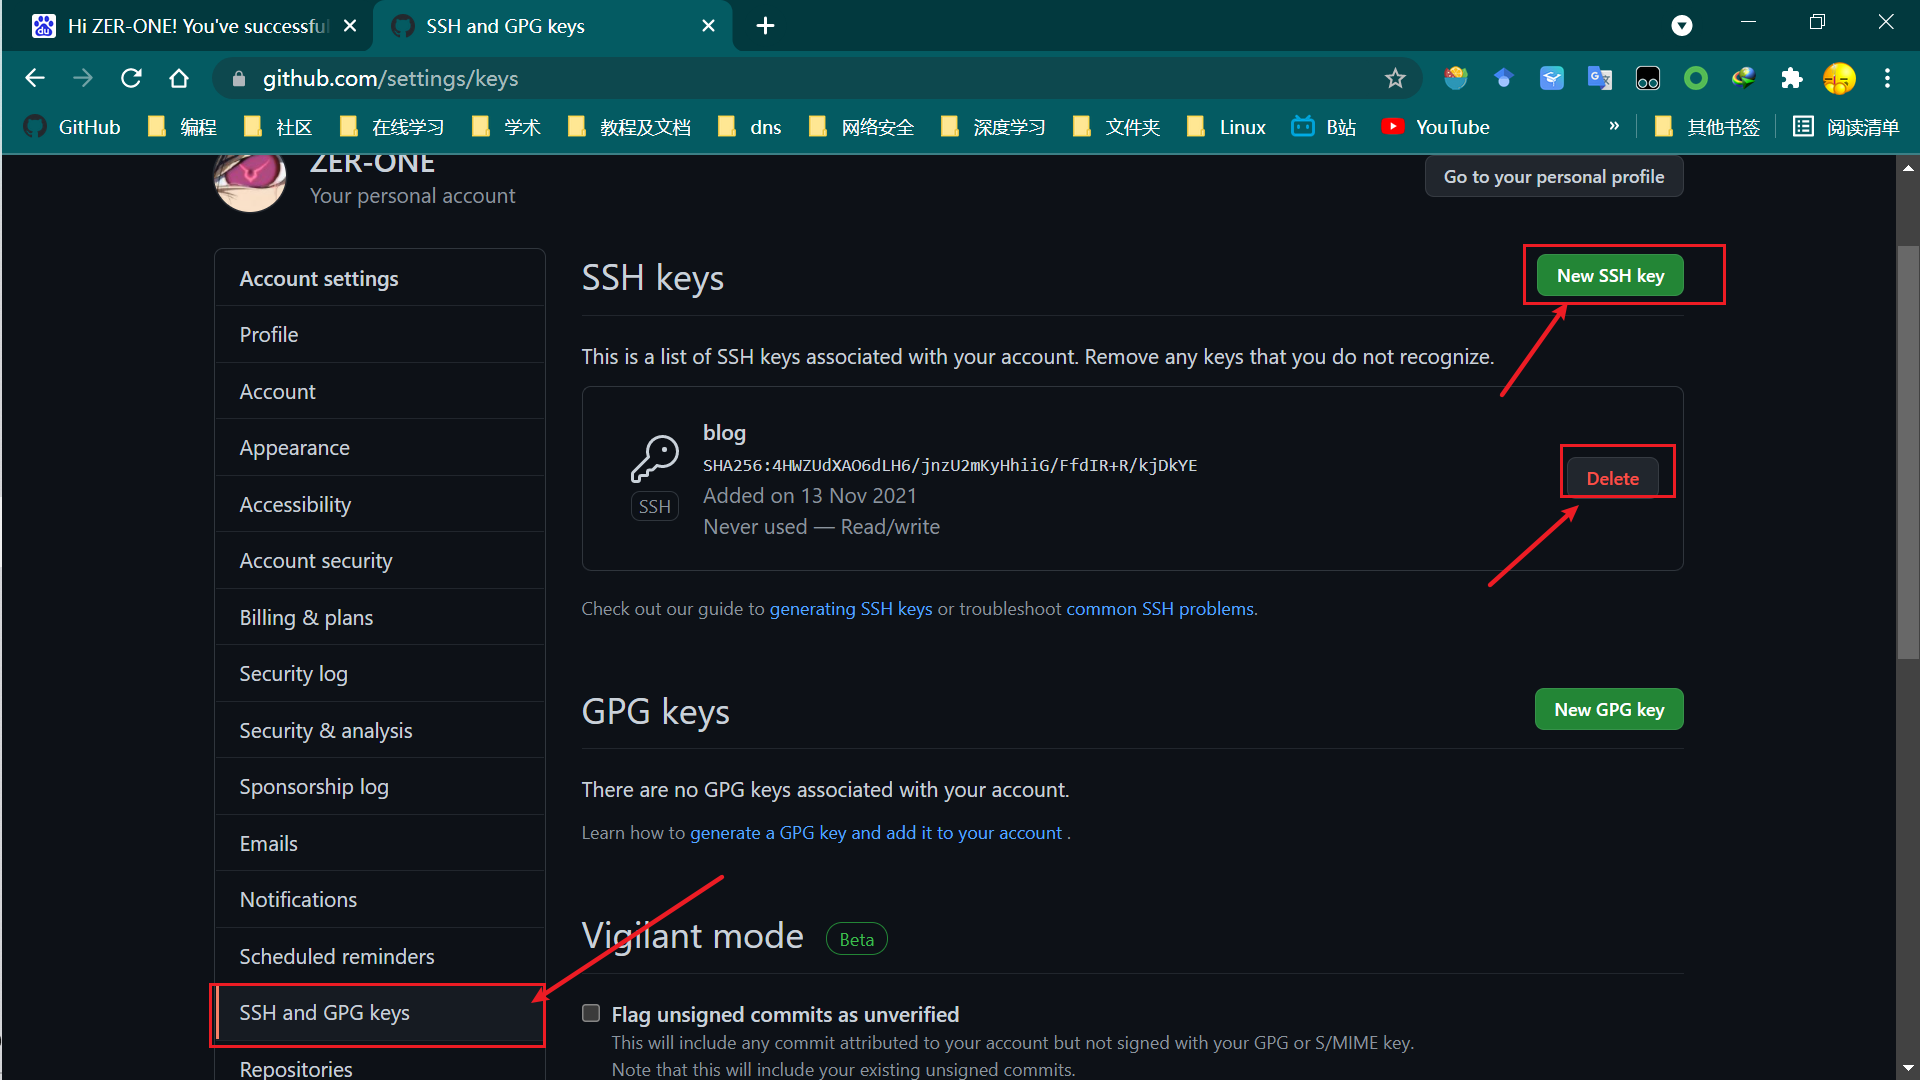 Hi ZER-ONE! You've successful
SSH and GPG keys
github.com/settings/keys
GitHub 编程 社区 在线学习 学术 教程及文档 dns 网络安全 深度学习 文件夹 Linux B站 YouTube » 其他书签 阅读清单
ZER-ONE
Your personal account
Go to your personal profile
Account settings
Profile
Account
Appearance
Accessibility
Account security
Billing & plans
Security log
Security & analysis
Sponsorship log
Emails
Notifications
Scheduled reminders
SSH and GPG keys
Repositories
SSH keys
New SSH key
This is a list of SSH keys associated with your account. Remove any keys that you do not recognize.
blog
SHA256:4HWZUdXAO6dLH6/jnzU2mKyHhiiG/FfdIR+R/kjDkYE
Added on 13 Nov 2021
Never used — Read/write
SSH
Delete
Check out our guide to generating SSH keys or troubleshoot common SSH problems.
GPG keys
New GPG key
There are no GPG keys associated with your account.
Learn how to generate a GPG key and add it to your account .
Vigilant mode Beta
Flag unsigned commits as unverified
This will include any commit attributed to your account but not signed with your GPG or S/MIME key.
Note that this will include your existing unsigned commits.